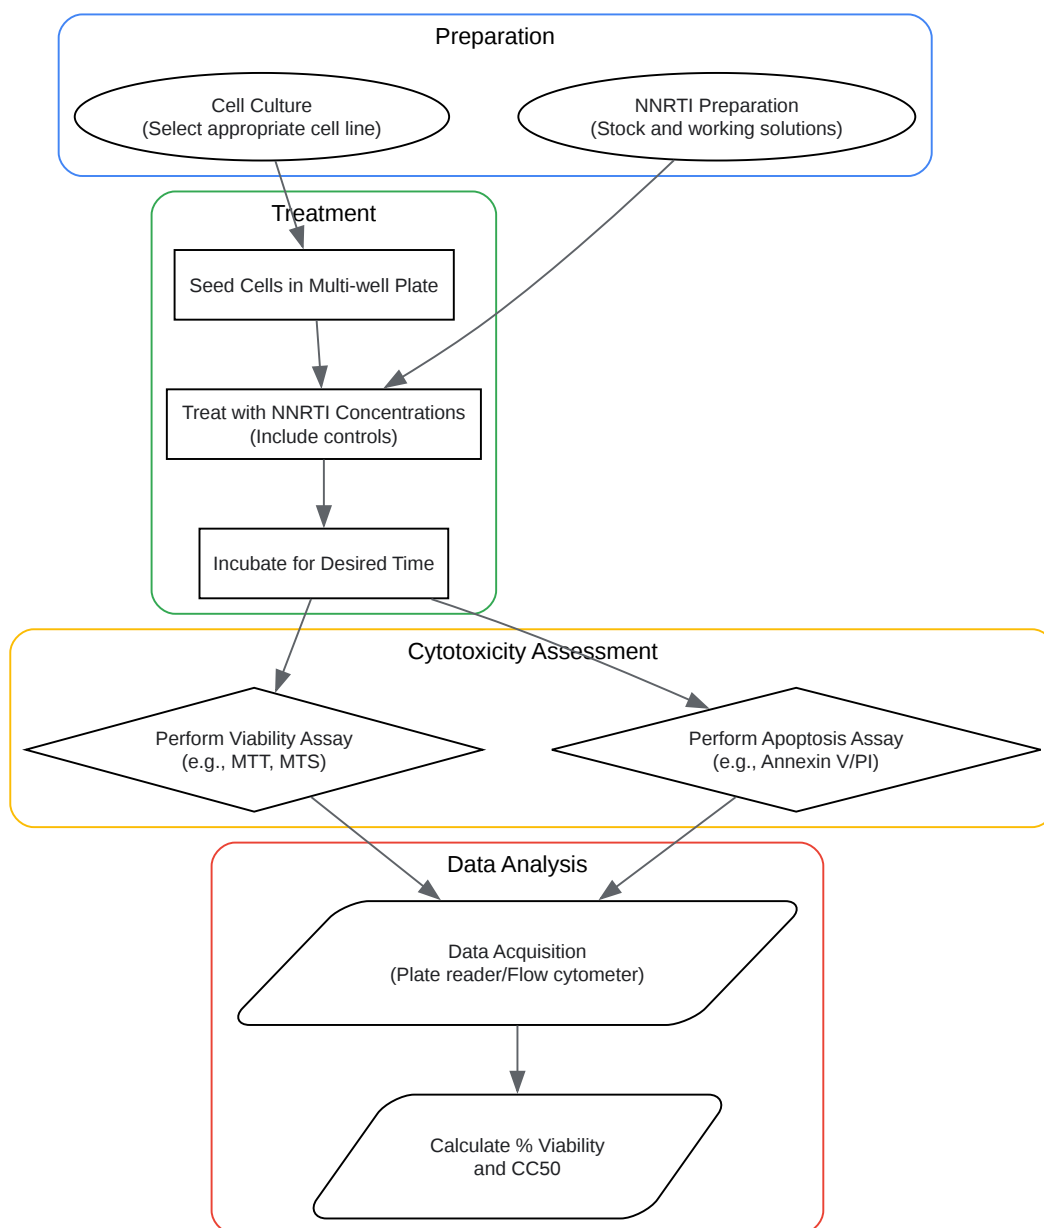 Preparation
Cell Culture
(Select appropriate cell line)
NNRTI Preparation
(Stock and working solutions)
Treatment
Seed Cells in Multi-well Plate
Treat with NNRTI Concentrations
(Include controls)
Incubate for Desired Time
Cytotoxicity Assessment
Perform Viability Assay
(e.g., MTT, MTS)
Perform Apoptosis Assay
(e.g., Annexin V/PI)
Data Analysis
Data Acquisition
(Plate reader/Flow cytometer)
Calculate % Viability
and CC50